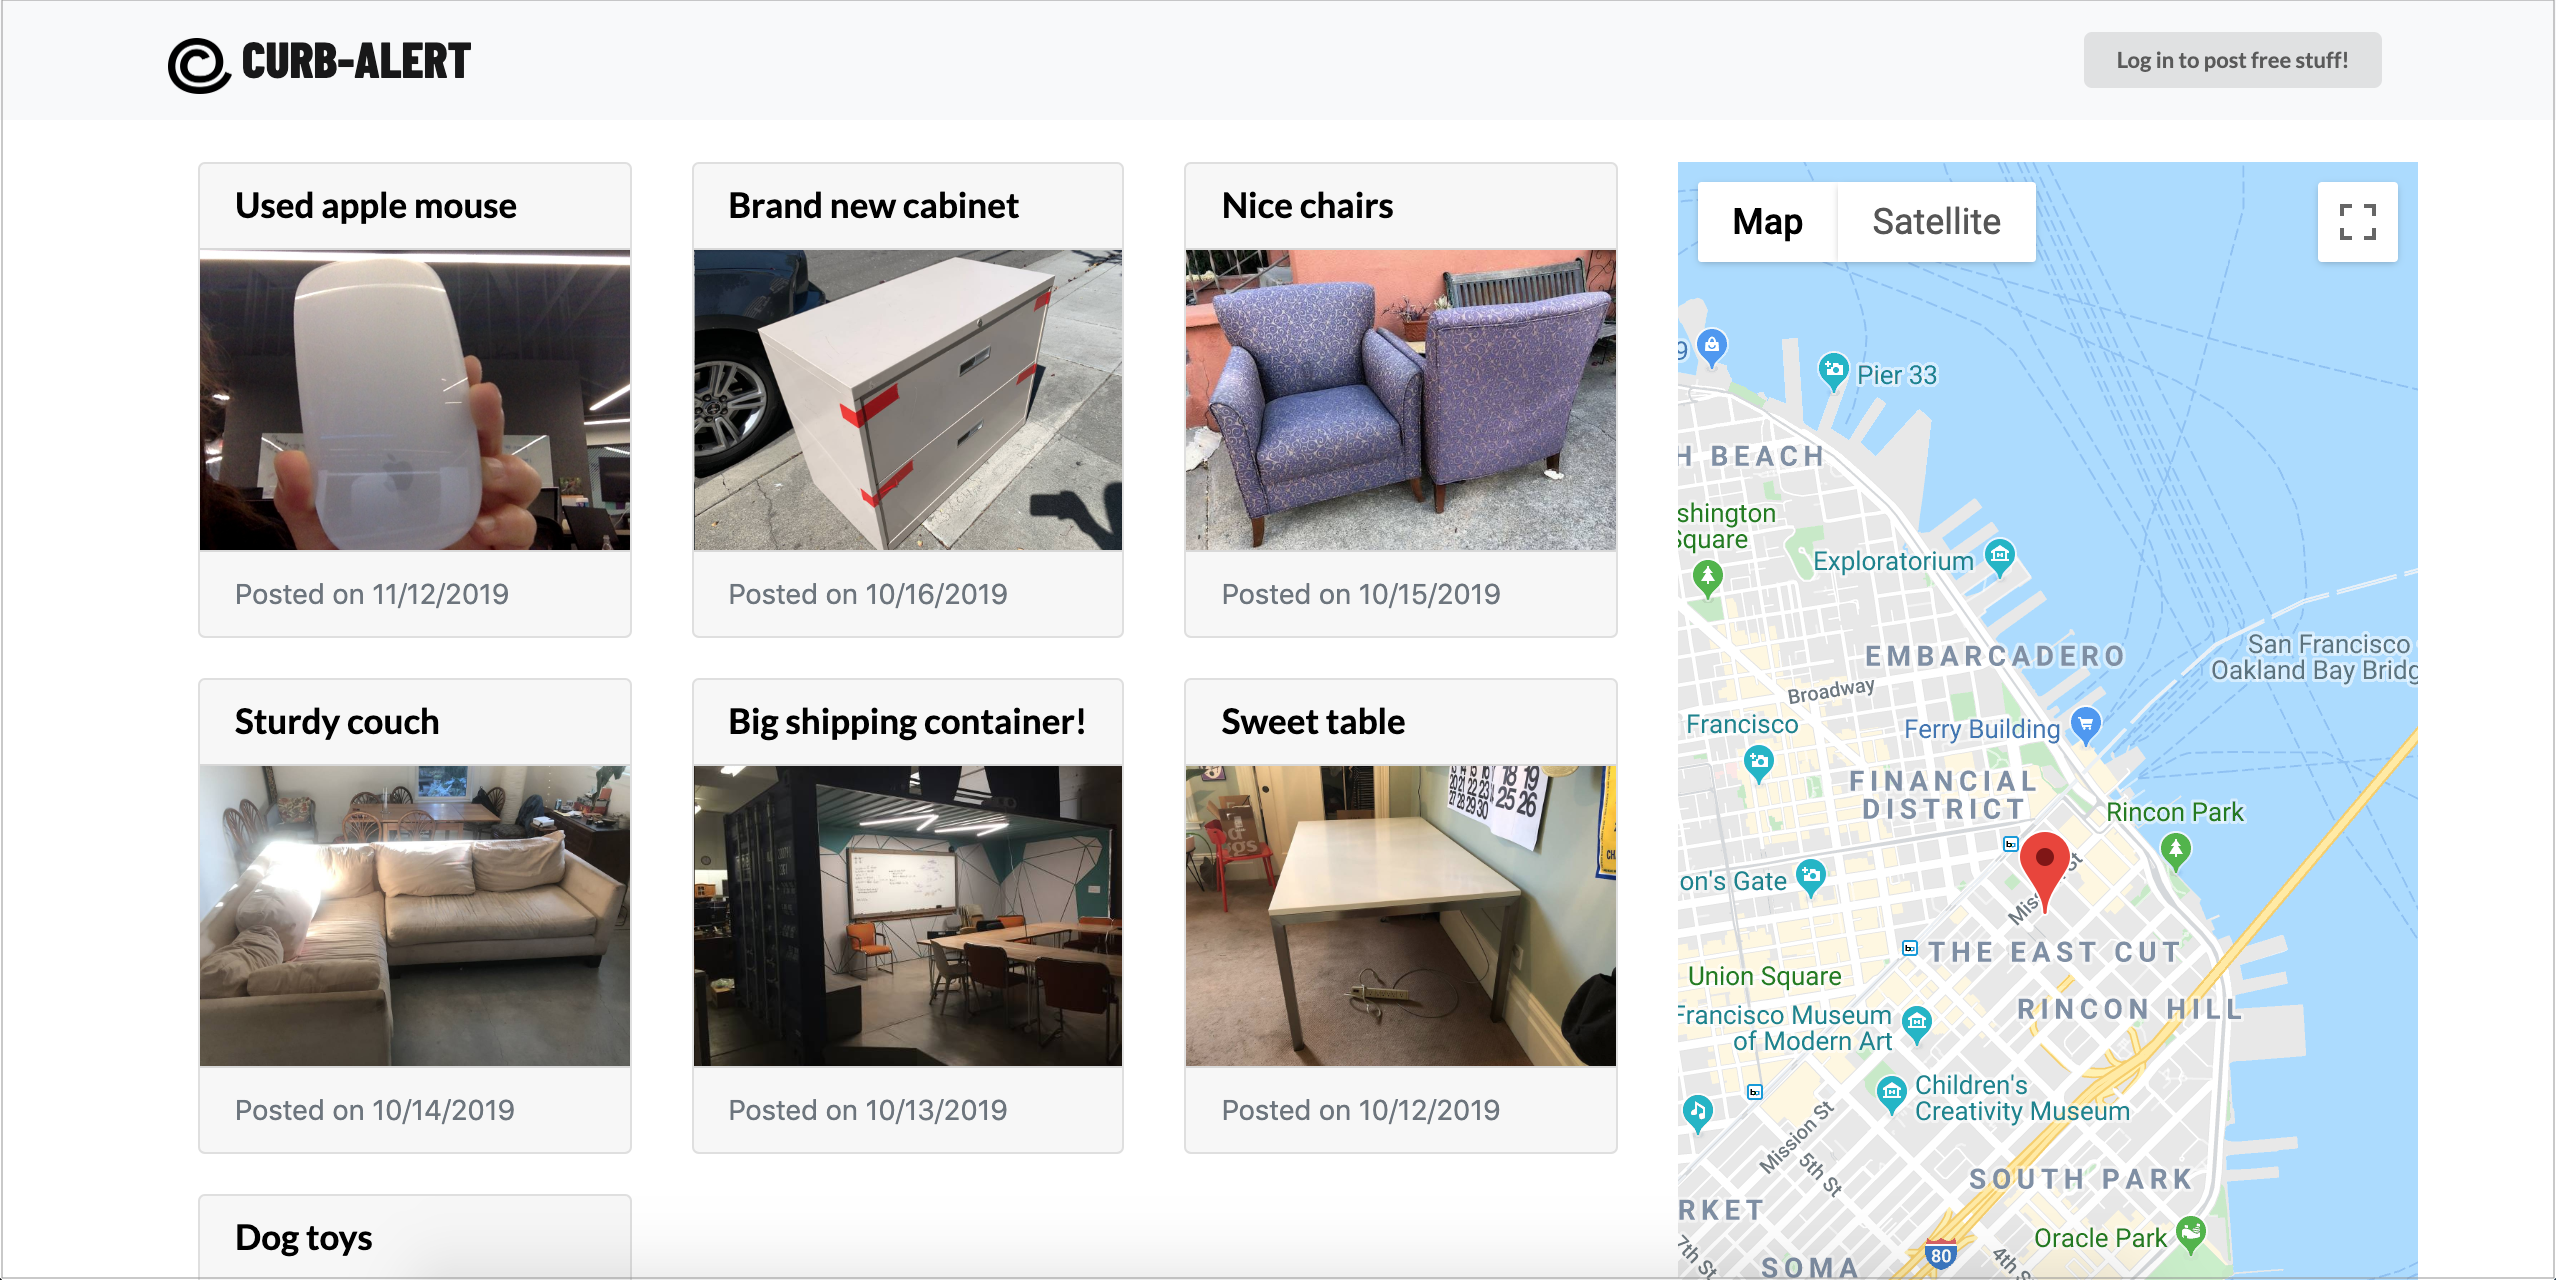 CURB-ALERT
Log in to post free stuff!
Used apple mouse
Brand new cabinet
Nice chairs
Posted on 11/12/2019
Posted on 10/16/2019
Posted on 10/15/2019
Sturdy couch
Big shipping container!
Sweet table
18 19
25 26
Posted on 10/14/2019
Posted on 10/13/2019
Posted on 10/12/2019
Dog toys
Map
Satellite
9
Pier 33
H BEACH
shington
Square
Exploratorium
EMBARCADERO
San Francisco
Oakland Bay Bridg
Broadway
Francisco
Ferry Building
FINANCIAL
DISTRICT
Rincon Park
on's Gate
THE EAST CUT
Union Square
RINCON HILL
Francisco Museum
of Modern Art
Children's
Creativity Museum
Mission St
5th St
SOUTH PARK
RKET
Oracle Park
7th St
80
4th S
SOMA